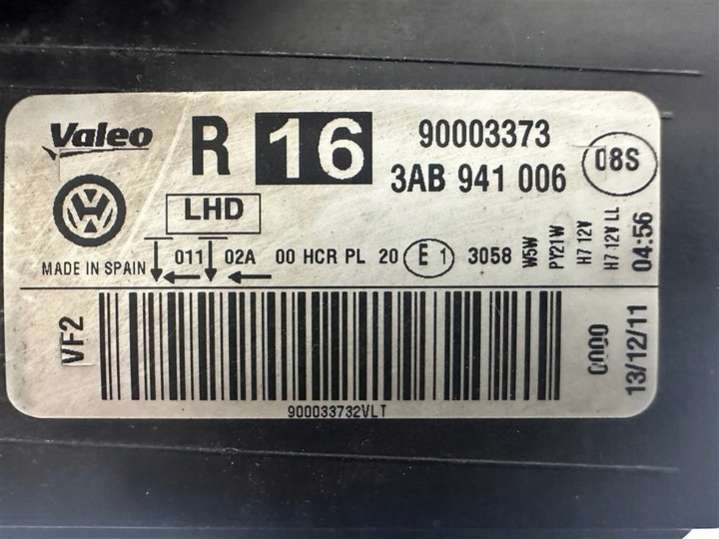 Valeo
R 16
90003373
3AB 941 006
08S
LHD
MADE IN SPAIN
011 02A 00 HCR PL 20 E 1 3058
W5W
PY21W
H7 12V
H7 12V LL
04:56
VF2
0000
13/12/11
900033732VLT